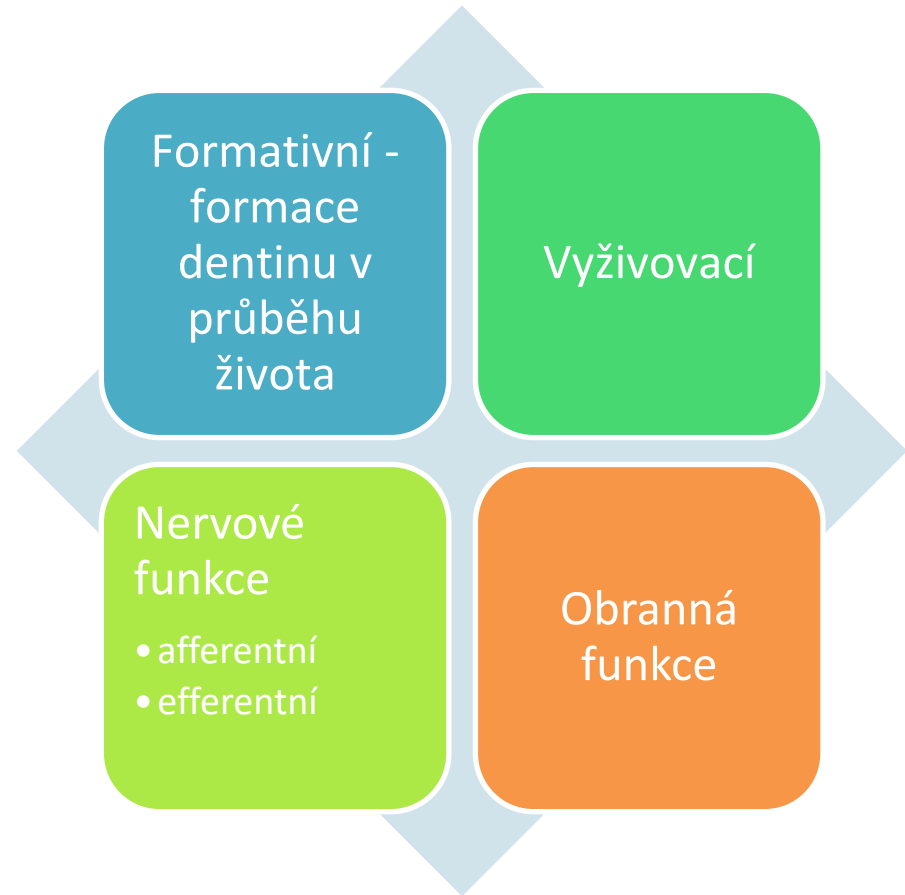 Formativní -
formace
dentinu v
průběhu
života
Vyživovací
Nervové
funkce
• afferentní
• efferentní
Obranná
funkce